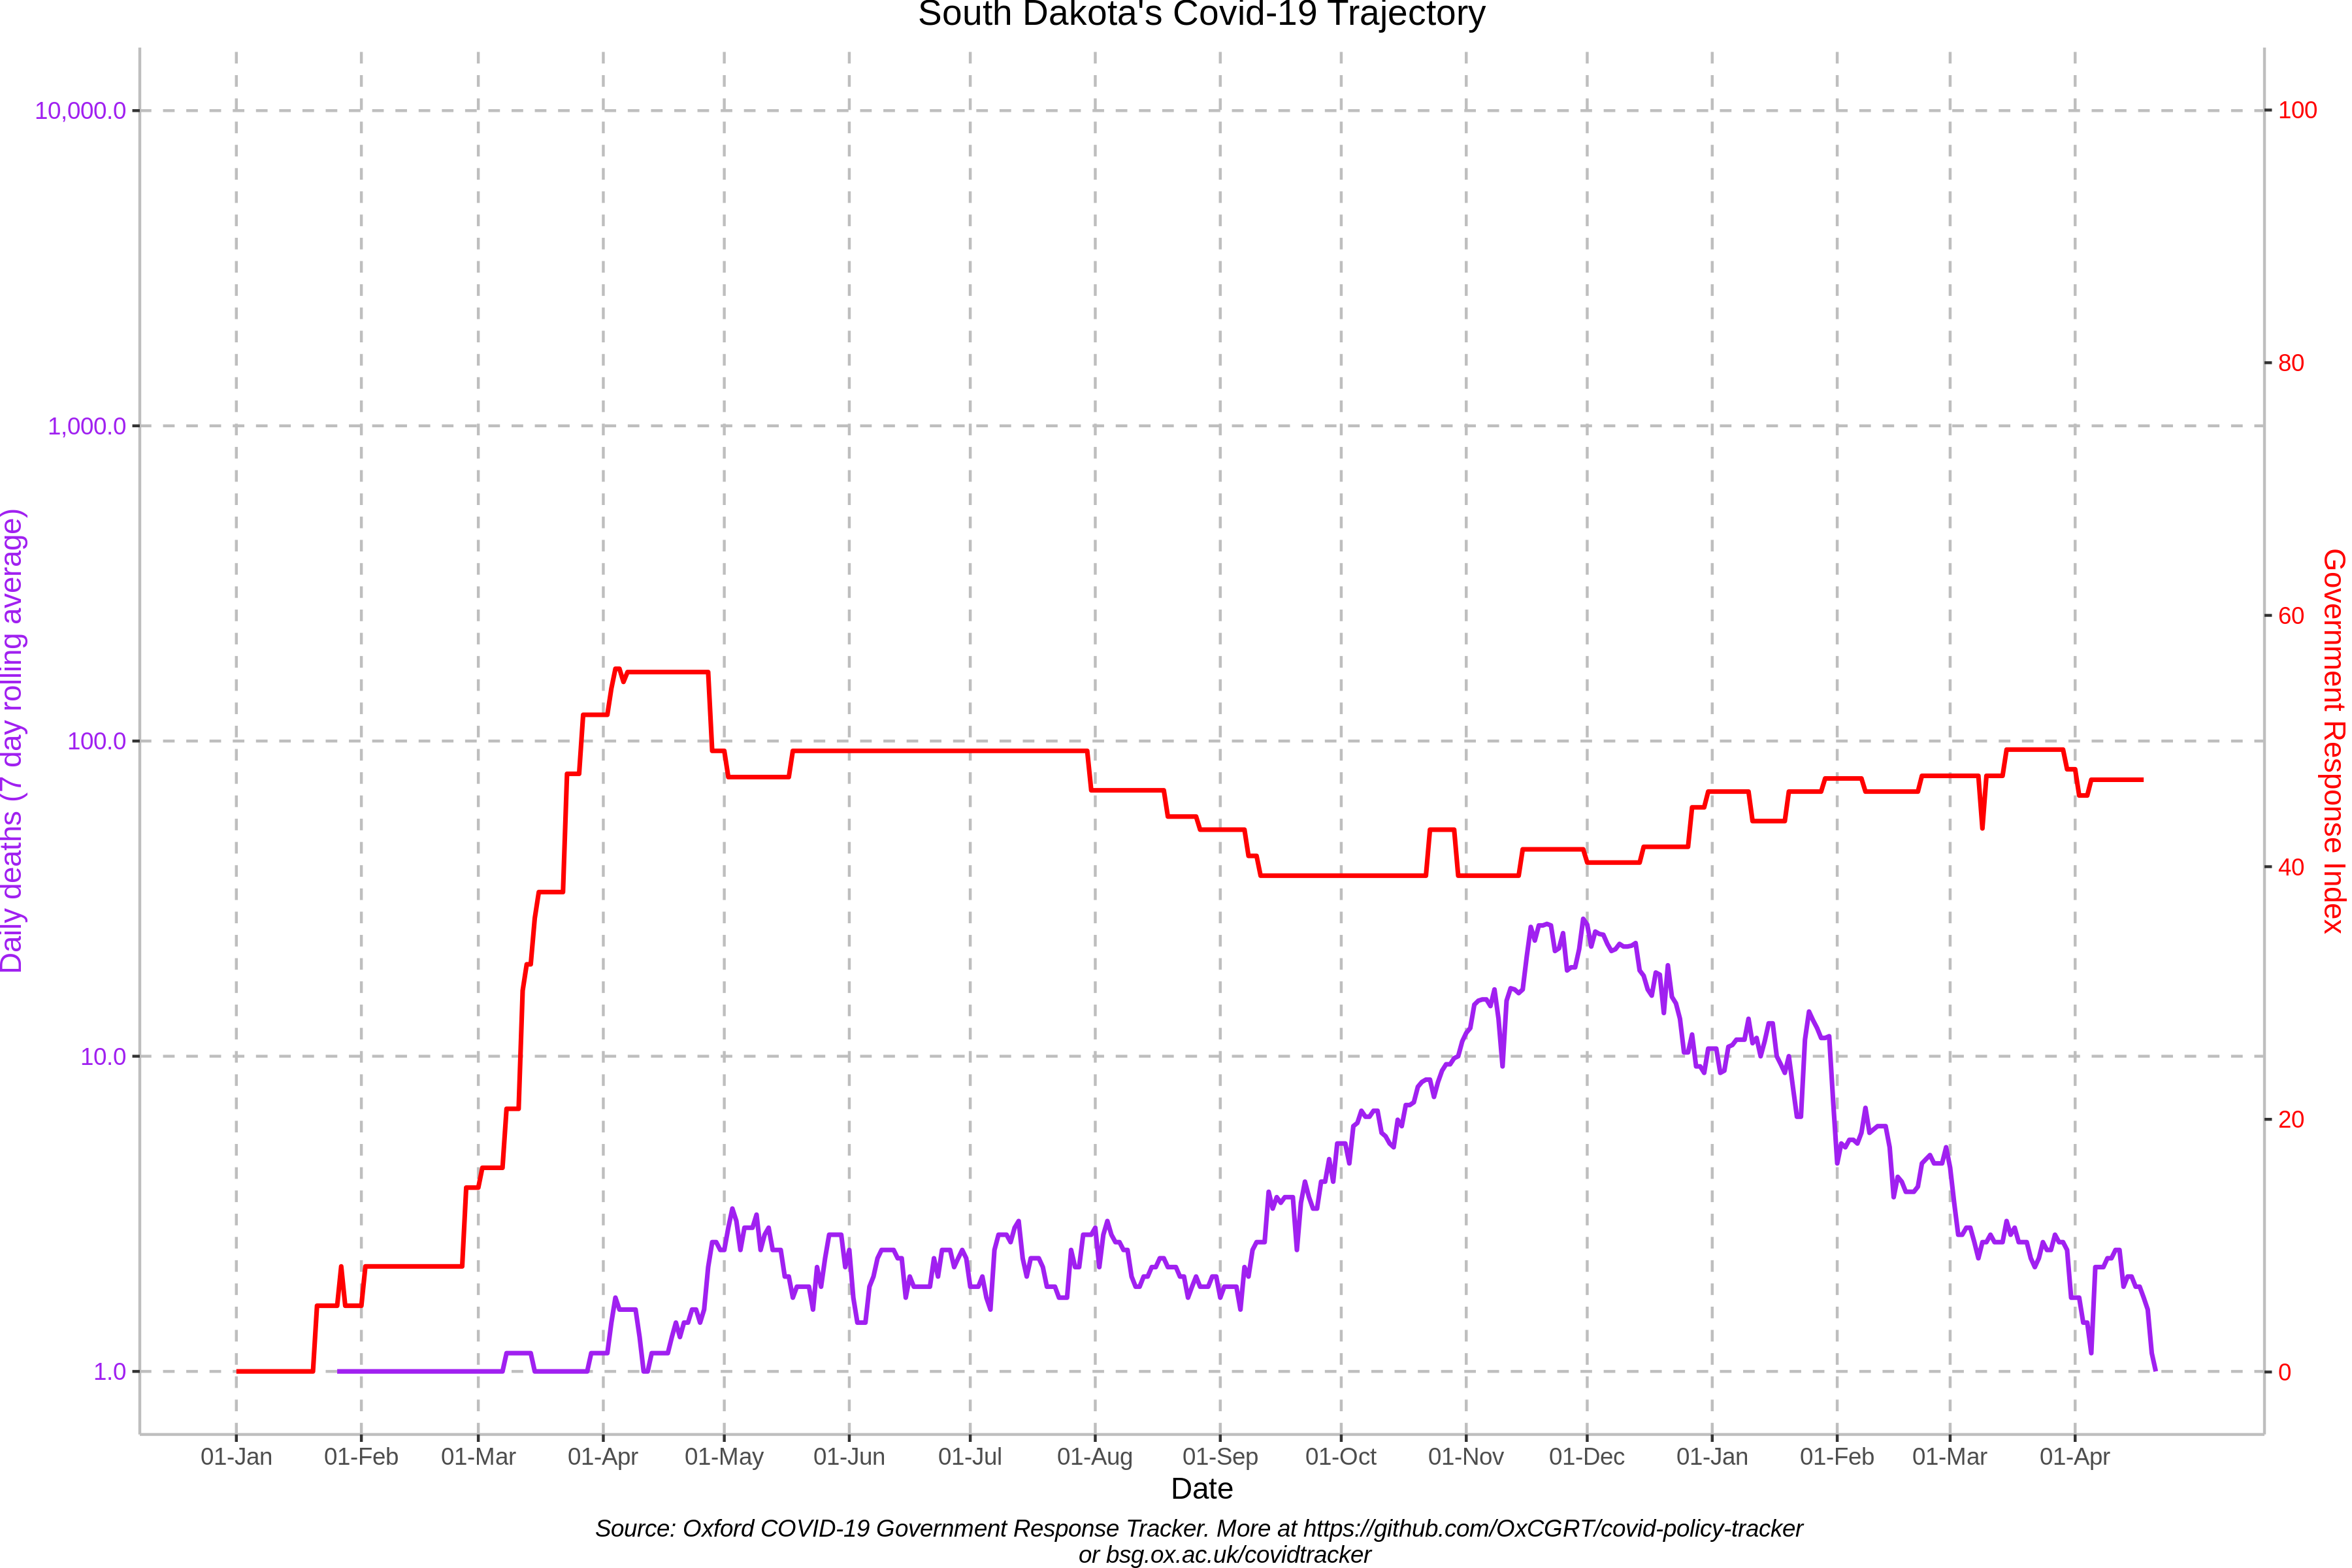 South Dakota's Covid-19 Trajectory
10,000.0
1,000.0
100.0
10.0
1.0
Daily deaths (7 day rolling average)
100
80
60
40
20
0
Government Response Index
01-Jan 01-Feb 01-Mar 01-Apr 01-May 01-Jun 01-Jul 01-Aug 01-Sep 01-Oct 01-Nov 01-Dec 01-Jan 01-Feb 01-Mar 01-Apr
Date
Source: Oxford COVID-19 Government Response Tracker. More at https://github.com/OxCGRT/covid-policy-tracker
or bsg.ox.ac.uk/covidtracker